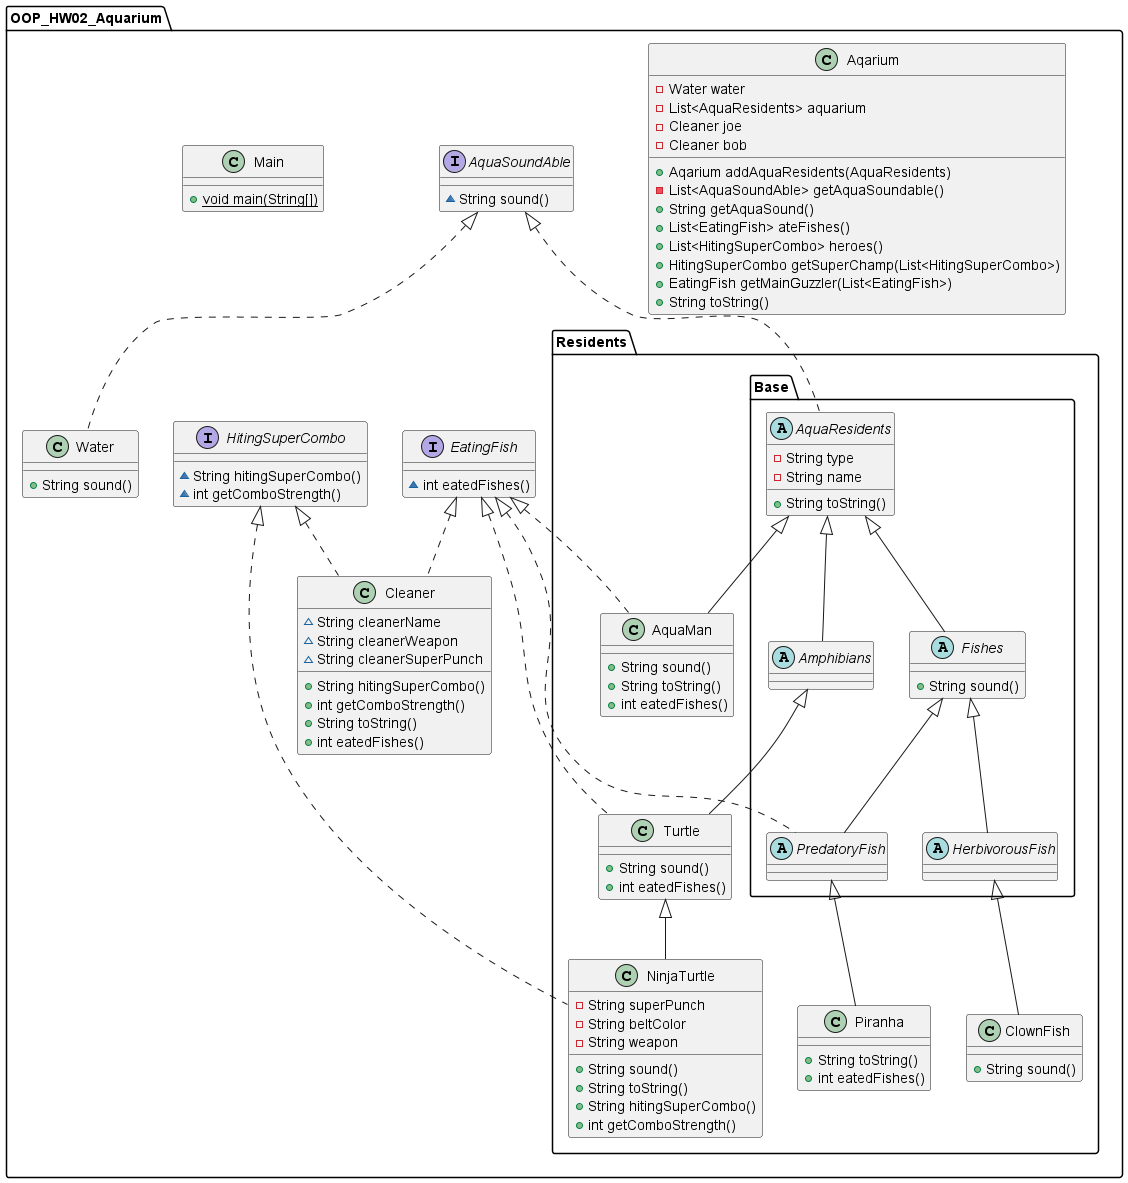 OOP_HW02_Aquarium
C Aqarium
Water water
List<AquaResidents> aquarium
Cleaner joe
Cleaner bob
Aqarium addAquaResidents(AquaResidents)
List<AquaSoundAble> getAquaSoundable()
String getAquaSound()
List<EatingFish> ateFishes()
List<HitingSuperCombo> heroes()
HitingSuperCombo getSuperChamp(List<HitingSuperCombo>)
EatingFish getMainGuzzler(List<EatingFish>)
String toString()
C Main
void main(String[])
I AquaSoundAble
String sound()
Residents
Base
C Water
String sound()
I HitingSuperCombo
String hitingSuperCombo()
int getComboStrength()
I EatingFish
int eatedFishes()
A AquaResidents
String type
String name
String toString()
C Cleaner
String cleanerName
String cleanerWeapon
String cleanerSuperPunch
String hitingSuperCombo()
int getComboStrength()
String toString()
int eatedFishes()
C AquaMan
String sound()
String toString()
int eatedFishes()
A Amphibians
A Fishes
String sound()
C Turtle
String sound()
int eatedFishes()
A PredatoryFish
A HerbivorousFish
C NinjaTurtle
String superPunch
String beltColor
String weapon
String sound()
String toString()
String hitingSuperCombo()
int getComboStrength()
C Piranha
String toString()
int eatedFishes()
C ClownFish
String sound()